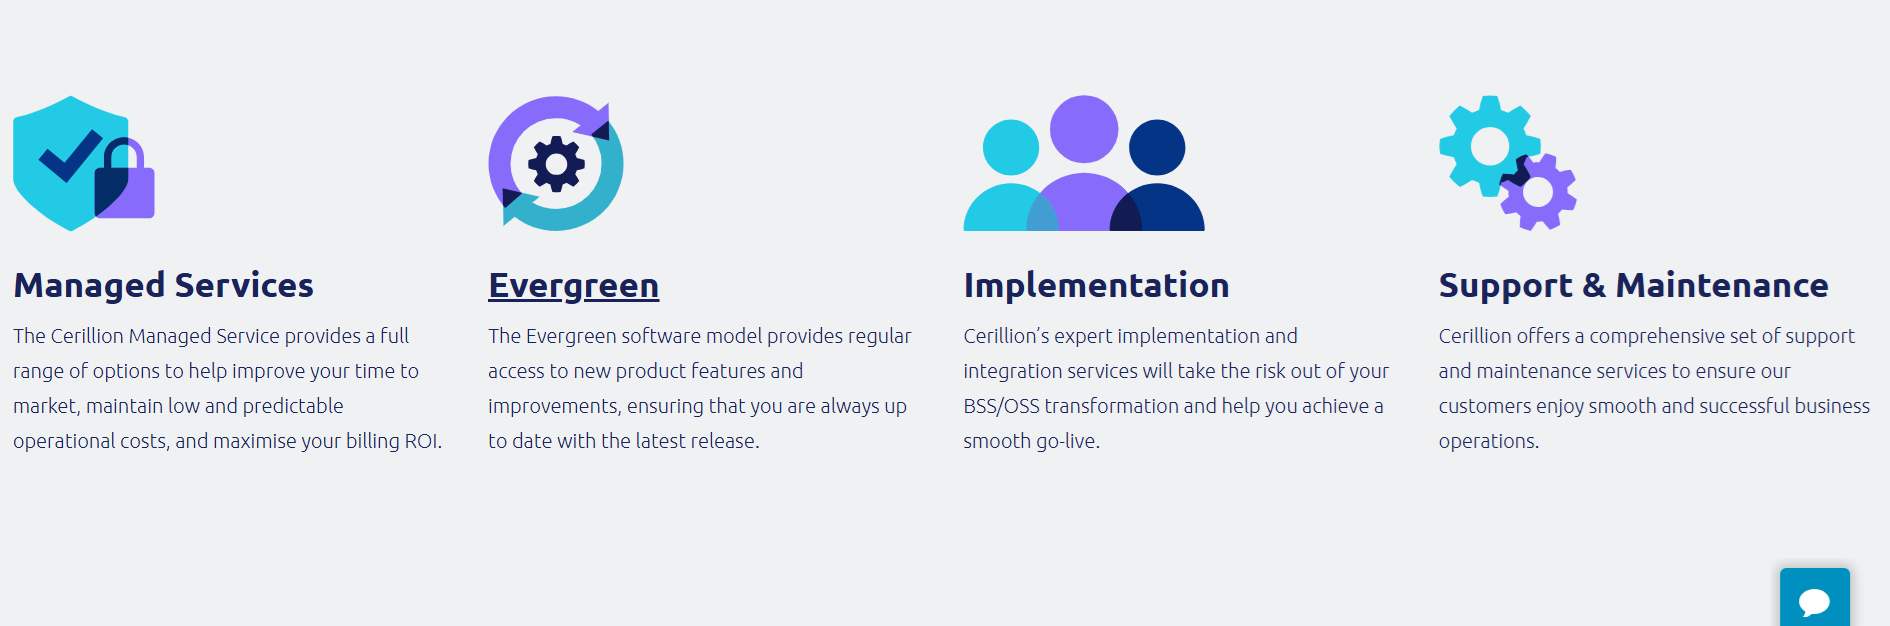 Managed Services
The Cerillion Managed Service provides a full
range of options to help improve your time to
market, maintain low and predictable
operational costs, and maximise your billing ROI.
Evergreen
The Evergreen software model provides regular
access to new product features and
improvements, ensuring that you are always up
to date with the latest release.
Implementation
Cerillion’s expert implementation and
integration services will take the risk out of your
BSS/OSS transformation and help you achieve a
smooth go-live.
Support & Maintenance
Cerillion offers a comprehensive set of support
and maintenance services to ensure our
customers enjoy smooth and successful business
operations.